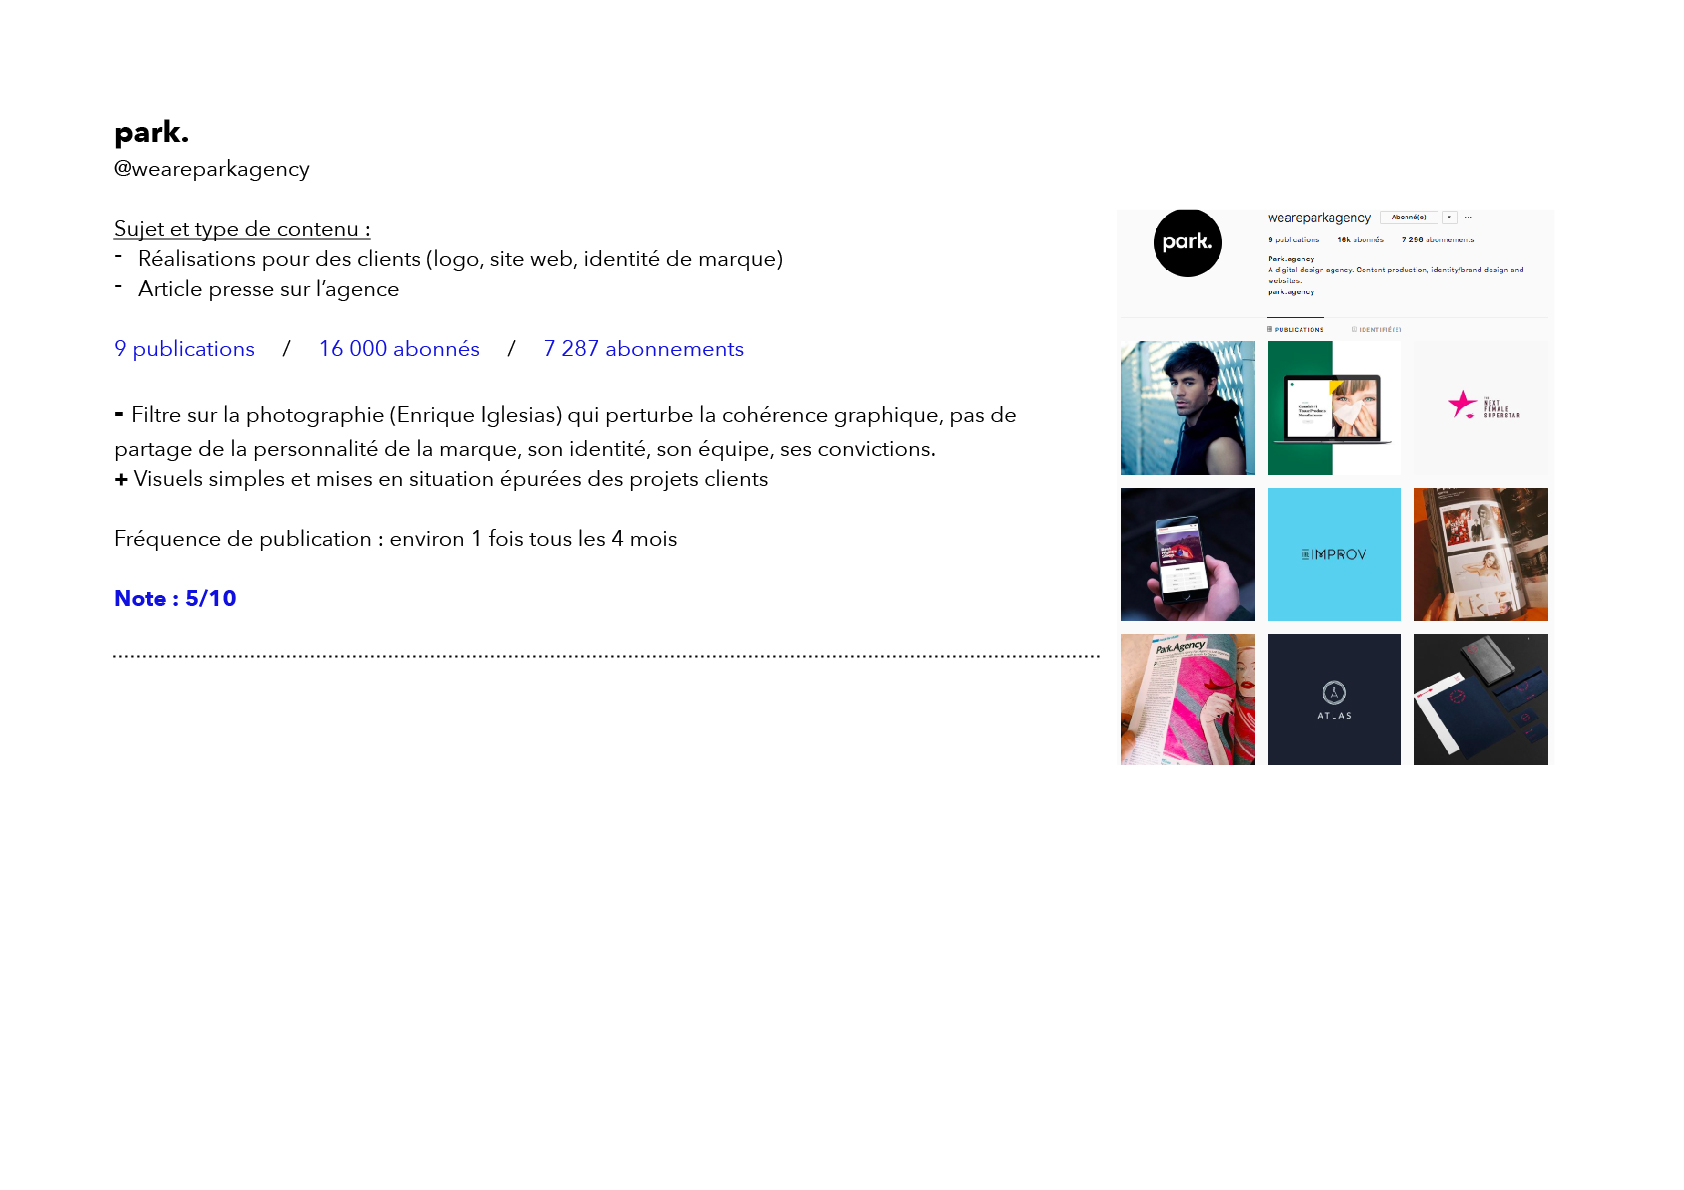 park.
@weareparkagency
Sujet et type de contenu :
- Réalisations pour des clients (logo, site web, identité de marque)
- Article presse sur l’agence
9 publications / 16 000 abonnés / 7 287 abonnements
- Filtre sur la photographie (Enrique Iglesias) qui perturbe la cohérence graphique, pas de
partage de la personnalité de la marque, son identité, son équipe, ses convictions.
+ Visuels simples et mises en situation épurées des projets clients
Fréquence de publication : environ 1 fois tous les 4 mois
Note : 5/10
park.
weareparkagency Abonné(e) ...
9 publications 16k abonnés 7 296 abonnements
Park.agency
A digital design agency. Content production, identity/brand design and
websites.
park.agency
PUBLICATIONS IDENTIFIÉ(E)
THE
NEXT
FEMALE
SUPERSTAR
IMPROV
Park.Agency
AT_AS